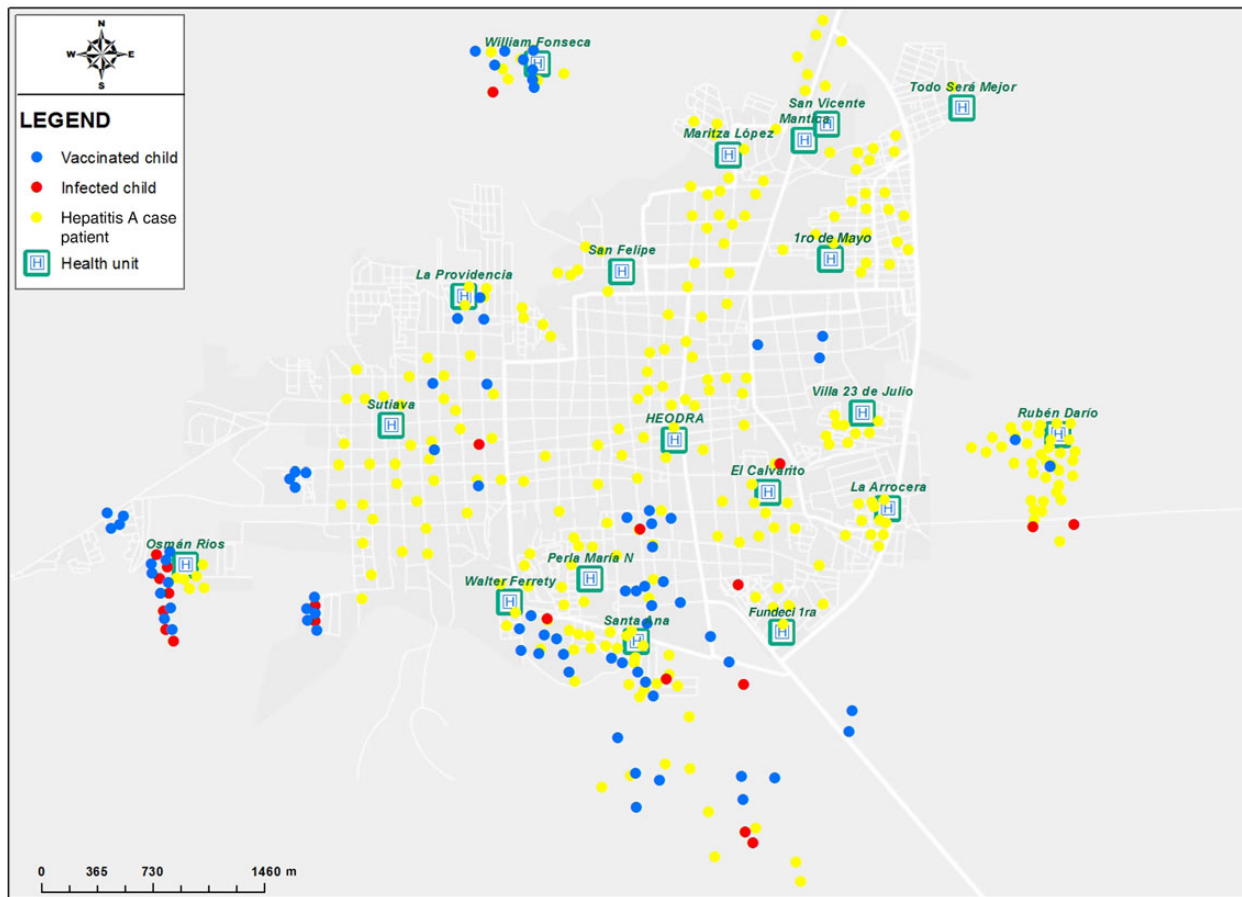 N
W E
S
LEGEND
Vaccinated child
Infected child
Hepatitis A case
patient
Health unit
William Fonseca
Todo Será Mejor
San Vicente
Mantica
Maritza López
1ro de Mayo
San Felipe
La Providencia
Villa 23 de Julio
Sutiava
HEODRA
Rubén Darío
El Calvarito
La Arrocera
Osmán Rios
Perla María N
Walter Ferrety
Santa Ana
Fundeci 1ra
0 365 730 1460 m